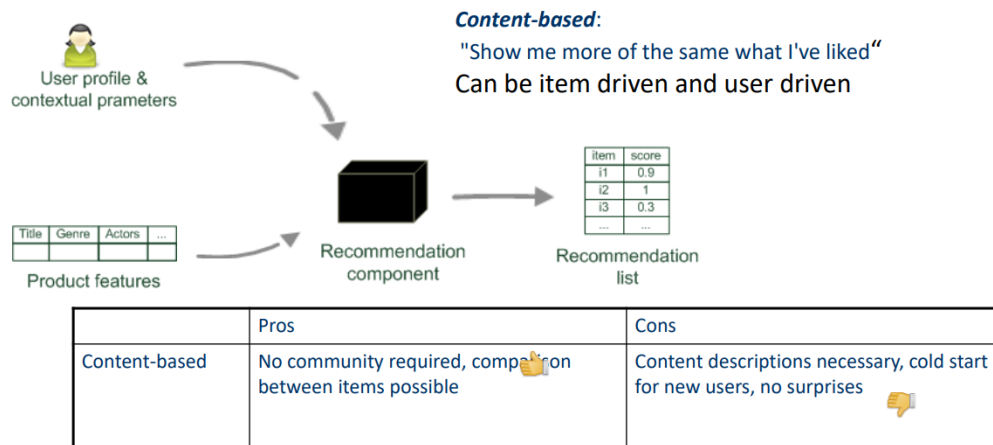 Content-based:
"Show me more of the same what I've liked“
Can be item driven and user driven
User profile &
contextual prameters
Title Genre Actors ...
Product features
Recommendation
component
item score
i1 0.9
i2 1
i3 0.3
... ...
Recommendation
list
Pros Cons
Content-based No community required, comparison Content descriptions necessary, cold start
between items possible for new users, no surprises